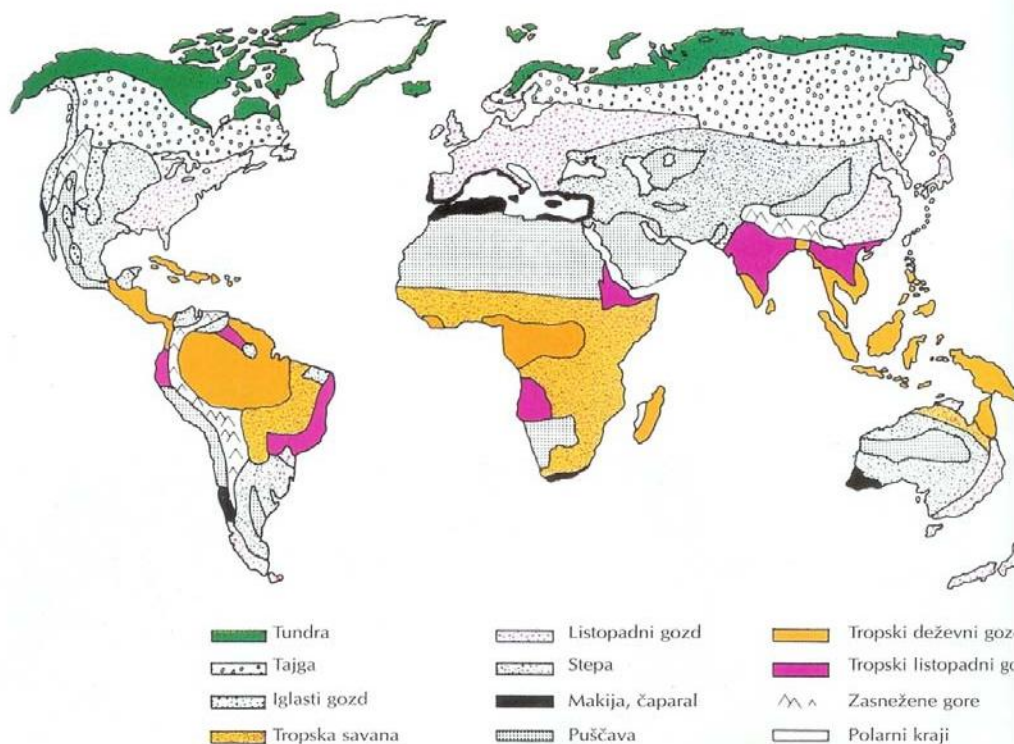 Tundra
Tajga
Iglasti gozd
Tropska savana
Listopadni gozd
Stepa
Makija, čaparal
Puščava
Tropski deževni gozd
Tropski listopadni go
Zasnežene gore
Polarni kraji